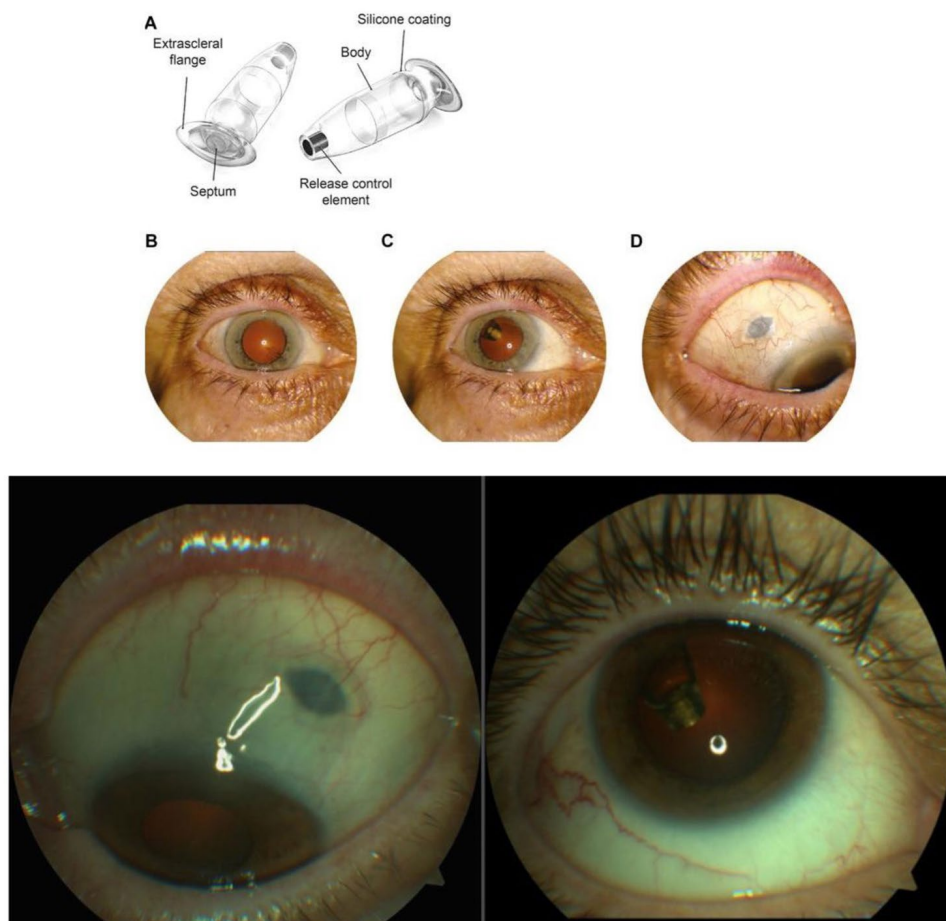 A
Extrascleral
flange
Septum
Silicone coating
Body
Release control
element
B
C
D